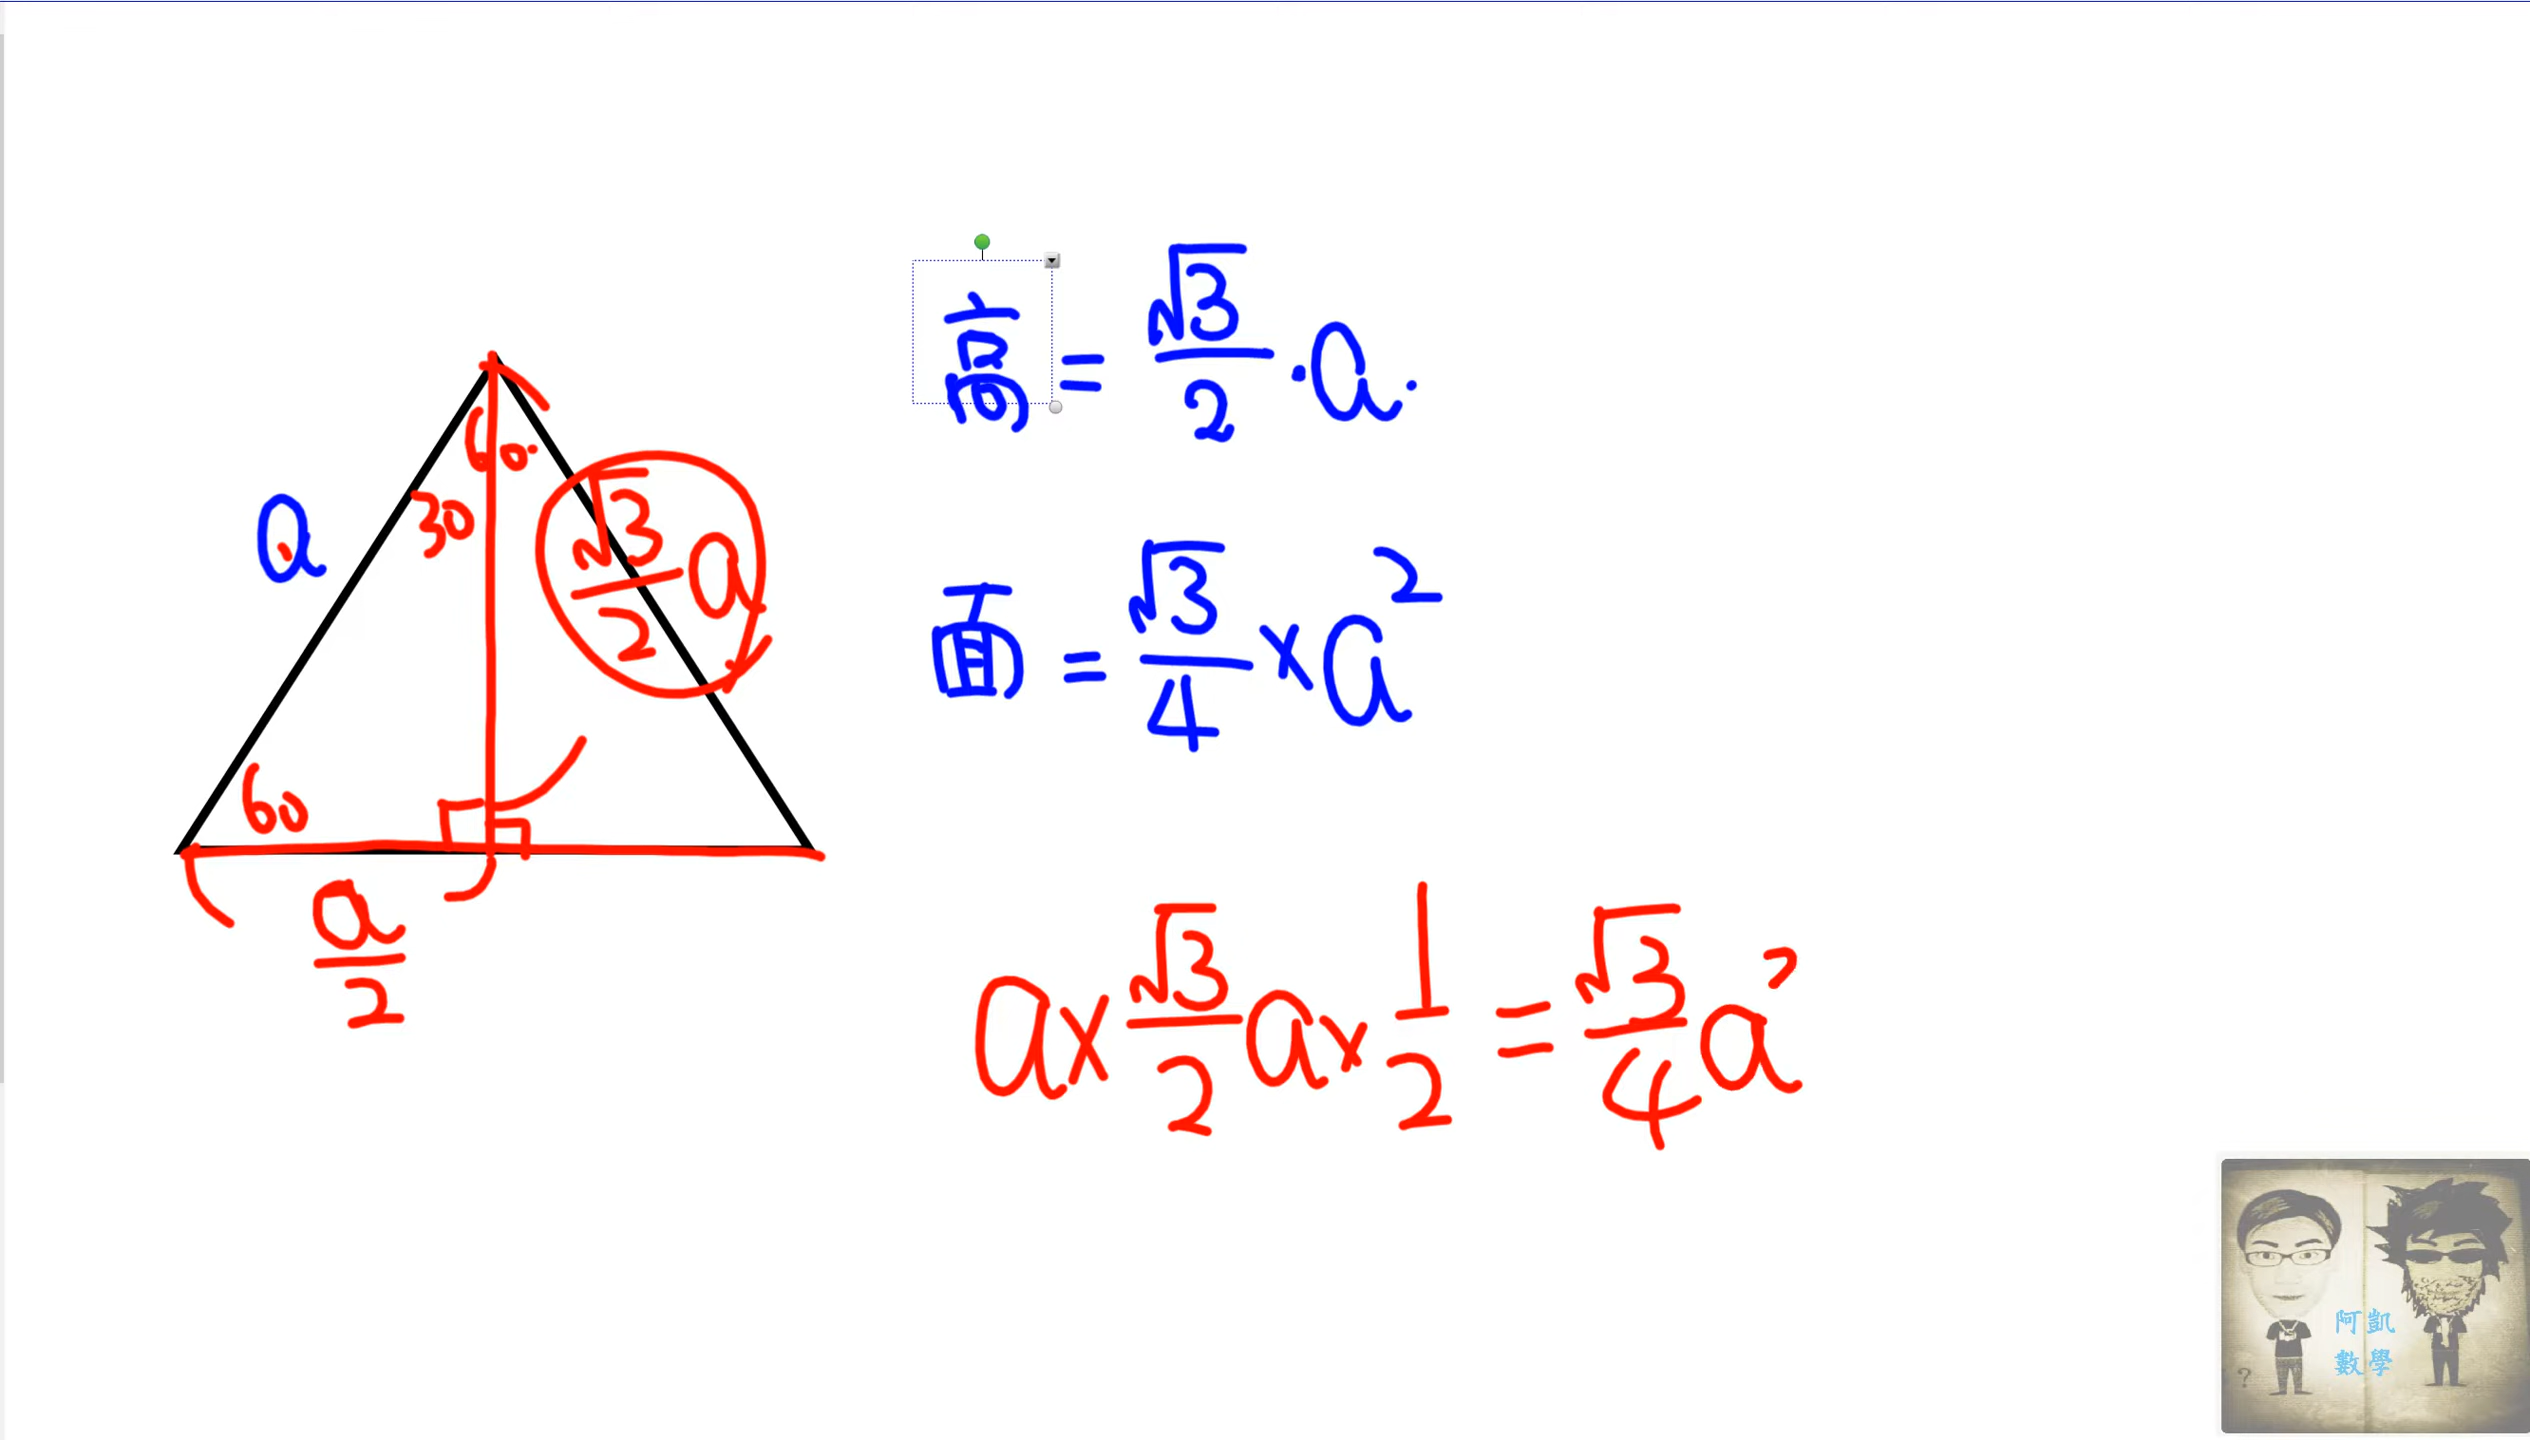 高 = √3/2 · a.
60°
30
a
√3/2 a
面 = √3/4 × a²
60
a/2
a × √3/2 a × 1/2 = √3/4 a²
阿凱
數學
?